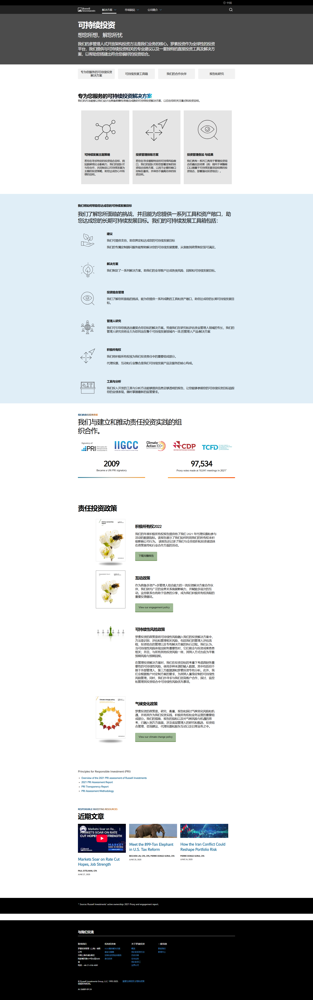 中国
Russell Investments
解决方案
市场洞见
公司简介
可持续投资
想您所想，解您所忧
我们的多管理人式开放架构投资方法是我们业务的核心。罗素投资作为全球性的投资
平台，我们提供与可持续投资相关的专业建议以及一套独特的直接投资工具及解决方
案，以帮助您搭建出符合您偏好的投资组合。
专为您服务的可持续投资
解决方案
可持续发展工具箱
我们的合作伙伴
报告和研究
专为您服务的可持续投资解决方案
我们的方法能够让我们设计出具备前瞻性思维且成熟的可持续投资解决方案，以切合您的关注重点和投资目标。
可持续发展主题策略
若您在寻求特定的投资组合目标，例
如脱碳或社会影响力，我们的团队可
与您合作，共同制定以可持续发展为
主题的投资策略，助您达成您心中所
想的目标。
投资管理排除方案
若您在寻求缓释特定的可持续风险敞
口，我们的团队可助您部署定制的投
资组合排除方案，以将不必要的敞口
控制在最低，并保持不偏离总体的投
资目标。
投资管理叠加 与结果
我们具有一系列工具用于管理投资组
合的叠加及结果（例：倾向于调整敞
口以侧重于可持续发展项目结果的投
资组合、部署强化投资组合）。
我们将如何帮助您达成您的可持续发展目标
我们了解您所面临的挑战，并且能为您提供一系列工具和资产敞口，助
您达成您的长期可持续发展目标。我们的可持续发展工具箱包括：
建议
我们可提供支持，助您界定和达成您的可持续发展目标
我们的专属定制顾问服务能帮助解决您的可持续发展需要，从宣教到政策制定皆可满足。
解决方案
我们制定了一系列解决方案，助我们的全球客户达成各类风险、回报和可持续发展目标。
投资组合管理
我们了解您所面临的挑战，能为您提供一系列成熟的工具和资产敞口，助您达成您的长期可持续发展目
标。
管理人研究
我们可引导您挑选出最契合您目标的解决方案。凭借我们在研究和评估资金管理人领域的专长，我们的
管理人研究员将全力为您找出在整个可持续发展领域内一流 的管理人产品/解决方案
积极所有权
我们将积极所有权视为我们投资责任中的重要组成部分。
代理投票、互动和行业整合是我们可持续发展产品及服务的核心构成。
工具与分析
我们投入开发的工具与分析方法能够提供信息足够透明的报告，让您能够参照您的可持续投资目标追踪
您的业绩表现，随时掌握最新的监管要求。
我们的责任投资承诺
我们与建立和推动责任投资实践的组
织合作。
Signatory of:
PRI Principles for Responsible Investment
IIGCC
Climate Action 100+
CDP
TCFD
2009
Became a UN PRI signatory
97,534
Proxy votes made at 10,041 meetings in 2021¹
责任投资政策
Active ownership report
积极所有权2022
我们的年度积极所有权报告提供他了我们 2021 年代理投票和参与
活动的数据指标。该报告展示了我们如何利用我们的所有权来积
极影响公司行为。 该报告还记录了我们与会员组织和投资者团体
在政策宣传和行业合作方面的活动。
下载完整报告
ENGAGEMENT POLICY
互动政策
作为具备多资产+多管理人组合能力的一流投资解决方案合作伙
伴，我们依托广泛的业界关系施展影响力，并赋能多层次的互
动。这些联系也有助于信息的分享，成为我们积极所有权流程的
重要反馈循环。
View our engagement policy
可持续性风险政策
罗素投资的政策是将可持续性风险融入我们的投资解决方案中，
方法是识别、评估和管理相关风险，包括我们的管理人评估流
程、投资组合的管理以及专有解决方案的执行过程。我们认为，
当可持续性风险体现出财务重要性时，它们就会与投资成果息息
相关；并且，与所有其他投资风险一样，其纳入方式也应为平衡
预期风险与预期回报。
在管理投资解决方案时，我们在投资目标的考量下考虑具财务重
要性的可持续性风险，使用多种来源的输入数据，其中包括但不
限于外部管理人、第三方数据源和罗素投资专有分析。此外，我
们会根据客户对定制方案的要求，为其纳入量身定制的可持续性
风险管理。同时，我们亦寻求与我们咨询客户合作，探讨、监控
和管理其投资组合中可持续性风险优先事项。
Climate change policy
气候变化政策
罗素投资的政策是，研究、衡量、报告和探讨气候变化风险和机
遇，并将其作为我们投资实践、积极所有权和业务运营的重要组
成部分。我们的措施、报告的指标以及对气候风险与机遇的思
考，已融入到方方面面，涉及底层管理人的研究和甄选、投资组
合管理、咨询建议、代理投票和股东互动以及日常业务之中。
View our climate change policy
Principles for Responsible Investment (PRI)
Overview of the 2021 PRI assessment of Russell Investments
2021 PRI Assessment Report
PRI Transparency Report
PRI Assessment Methodology
RESPONSIBLE INVESTING RESOURCES
近期文章
Markets Soar on Ra...
MARKETS SOAR ON RATE
CUT HOPES
STRENGTH
MARKET
WEEK IN REVIEW
Markets Soar on Rate Cut
Hopes, Job Strength
PAUL EITELMAN, CFA
JUNE 27, 2025
Meet the 899-Ton Elephant
in U.S. Tax Reform
BEICHEN LIN, CFA, CPA, PIERRE DONGO-SORIA, CFA
JUNE 25, 2025
How the Iran Conflict Could
Reshape Portfolio Risk
PIERRE DONGO-SORIA, CFA
JUNE 24, 2025
¹ Source: Russell Investments' active ownership: 2021 Proxy and engagement report.
与我们交流
联络我们
罗素投资管理（上海）有限
公司
中国上海市浦东新区
陆家嘴环路479号56层5605
室
电话：+86 21 6106 4089
机构投资者
OCIO整体解决方案
基金与策略
定制化投资组合服务
责任投资
关于罗素投资
概览
我们的投资方法
历史沿革
在华业务
我们的员工
业界认可
一般信息
联系我们
新闻中心
© Russell Investments Group, LLC. 1995-2025.
保留所有权利。
重要法律资讯 | 隐私政策
AI-26889-09-24